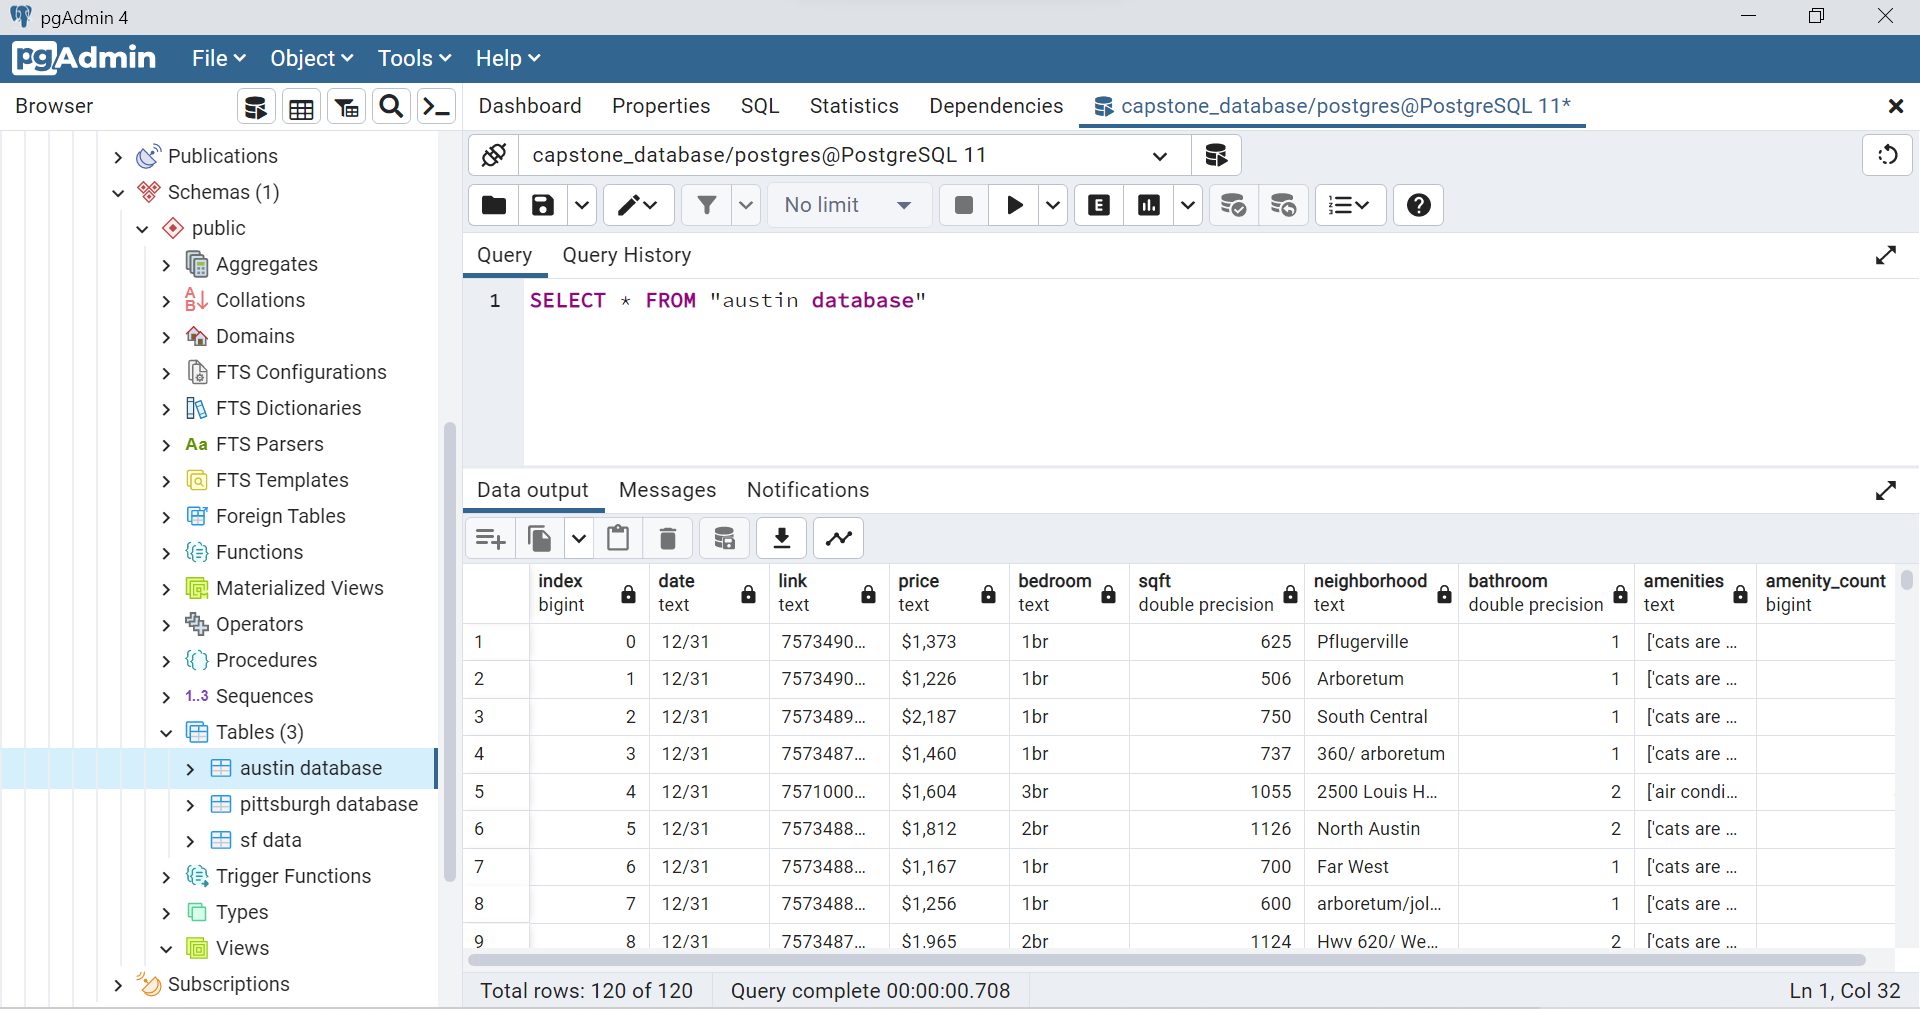 pgAdmin 4
pgAdmin File Object Tools Help
Browser
Dashboard Properties SQL Statistics Dependencies capstone_database/postgres@PostgreSQL 11*
Publications
Schemas (1)
public
Aggregates
Collations
Domains
FTS Configurations
FTS Dictionaries
Aa FTS Parsers
FTS Templates
Foreign Tables
Functions
Materialized Views
Operators
Procedures
1..3 Sequences
Tables (3)
austin database
pittsburgh database
sf data
Trigger Functions
Types
Views
Subscriptions
capstone_database/postgres@PostgreSQL 11
No limit E
Query Query History
1 SELECT * FROM "austin database"
Data output Messages Notifications
index date link price bedroom sqft neighborhood bathroom amenities amenity_count
bigint text text text text double precision text double precision text bigint
1 0 12/31 7573490... $1,373 1br 625 Pflugerville 1 ['cats are ...
2 1 12/31 7573490... $1,226 1br 506 Arboretum 1 ['cats are ...
3 2 12/31 7573489... $2,187 1br 750 South Central 1 ['cats are ...
4 3 12/31 7573487... $1,460 1br 737 360/ arboretum 1 ['cats are ...
5 4 12/31 7571000... $1,604 3br 1055 2500 Louis H... 2 ['air condi...
6 5 12/31 7573488... $1,812 2br 1126 North Austin 2 ['cats are ...
7 6 12/31 7573488... $1,167 1br 700 Far West 1 ['cats are ...
8 7 12/31 7573488... $1,256 1br 600 arboretum/jol... 1 ['cats are ...
9 8 12/31 7573487... $1,965 2br 1124 Hwy 620/ We... 2 ['cats are ...
Total rows: 120 of 120 Query complete 00:00:00.708 Ln 1, Col 32